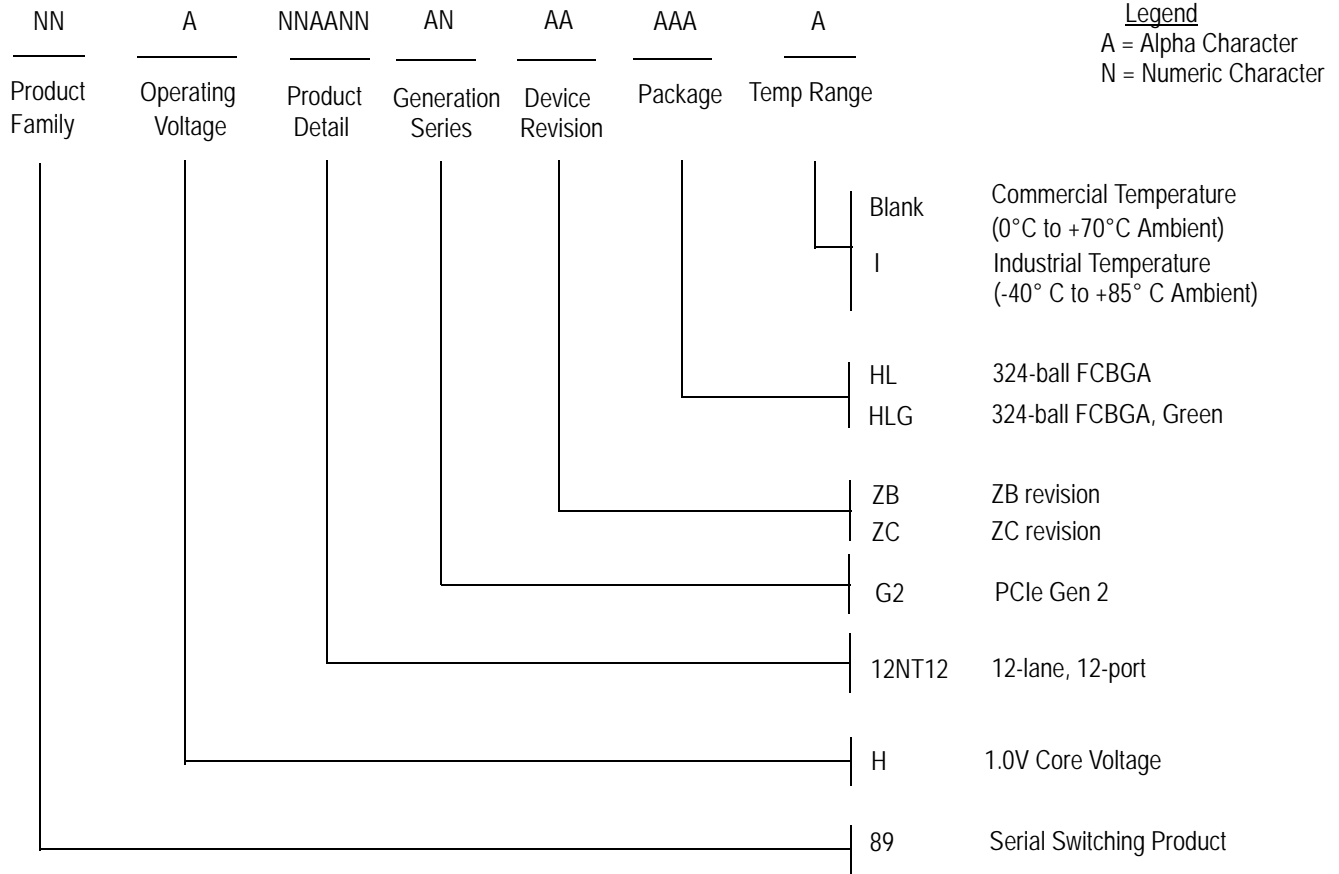 NN A NNAANN AN AA AAA A
Legend
A = Alpha Character
N = Numeric Character
Product Family
Operating Voltage
Product Detail
Generation Series
Device Revision
Package
Temp Range
Blank Commercial Temperature
(0°C to +70°C Ambient)
I Industrial Temperature
(-40° C to +85° C Ambient)
HL 324-ball FCBGA
HLG 324-ball FCBGA, Green
ZB ZB revision
ZC ZC revision
G2 PCIe Gen 2
12NT12 12-lane, 12-port
H 1.0V Core Voltage
89 Serial Switching Product